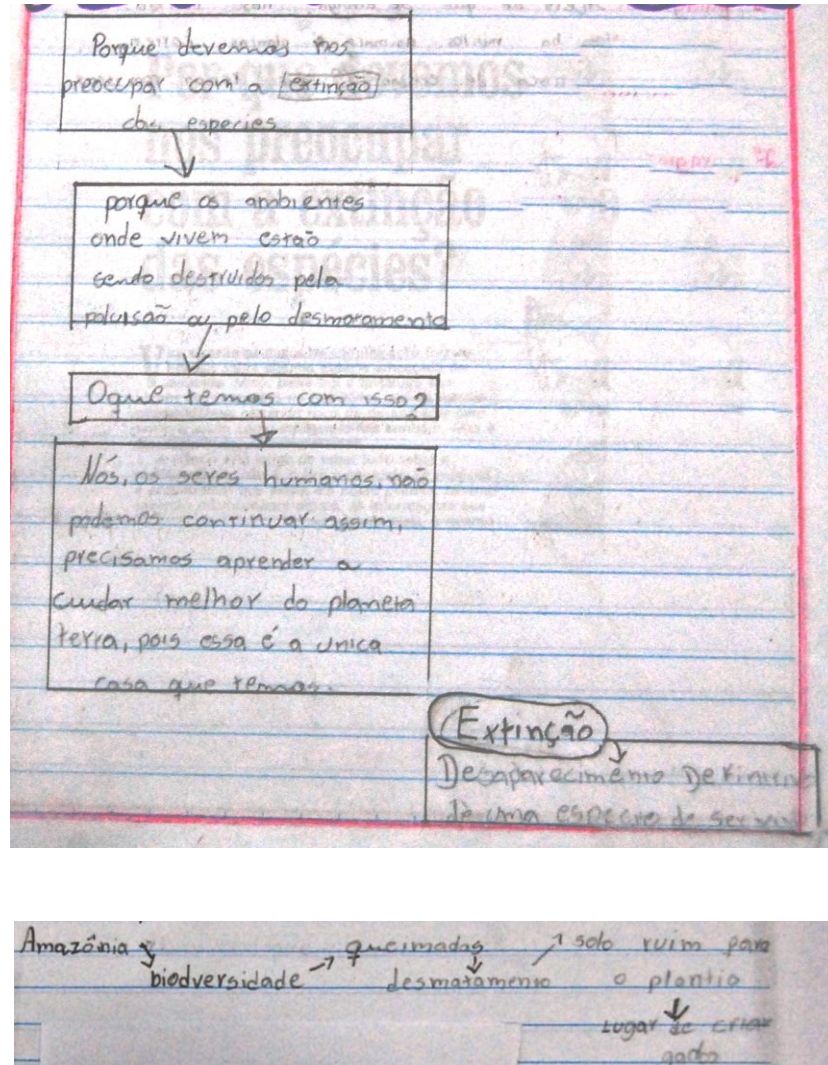 Porque devemos nos
preocupar com a extinção
das especies
porque os ambientes
onde vivem estão
sendo destruidos pela
poluisão ou pelo desmatamento
Oque temos com isso?
Nós, os seres humanos, não
podemos continuar assim,
precisamos aprender a
cuidar melhor do planeta
terra, pois essa é a unica
casa que temos.
Extinção
Desaparecimento
de uma especie de ser
Amazônia
biodversidade
queimadas
desmatamento
solo ruim para
o plantio
Lugar de criar
gado